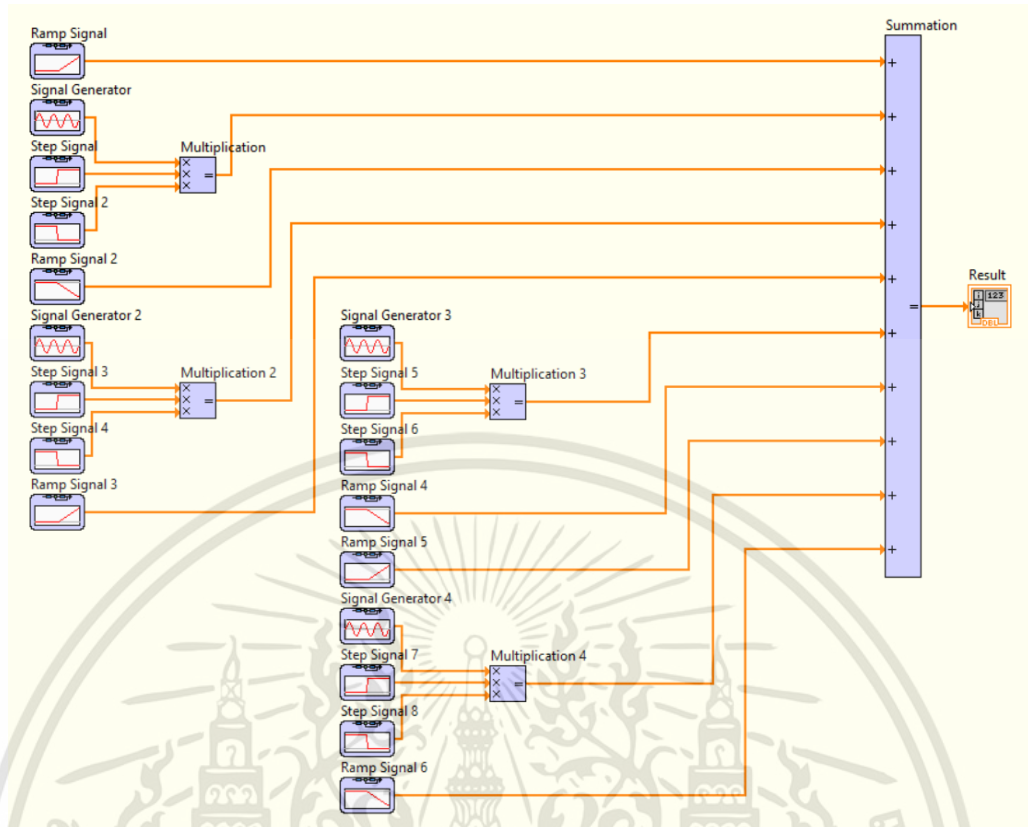 Ramp Signal
Signal Generator
Step Signal
Step Signal 2
Multiplication
Ramp Signal 2
Signal Generator 2
Step Signal 3
Step Signal 4
Multiplication 2
Ramp Signal 3
Signal Generator 3
Step Signal 5
Step Signal 6
Multiplication 3
Ramp Signal 4
Ramp Signal 5
Signal Generator 4
Step Signal 7
Step Signal 8
Multiplication 4
Ramp Signal 6
Summation
Result
123
DBL